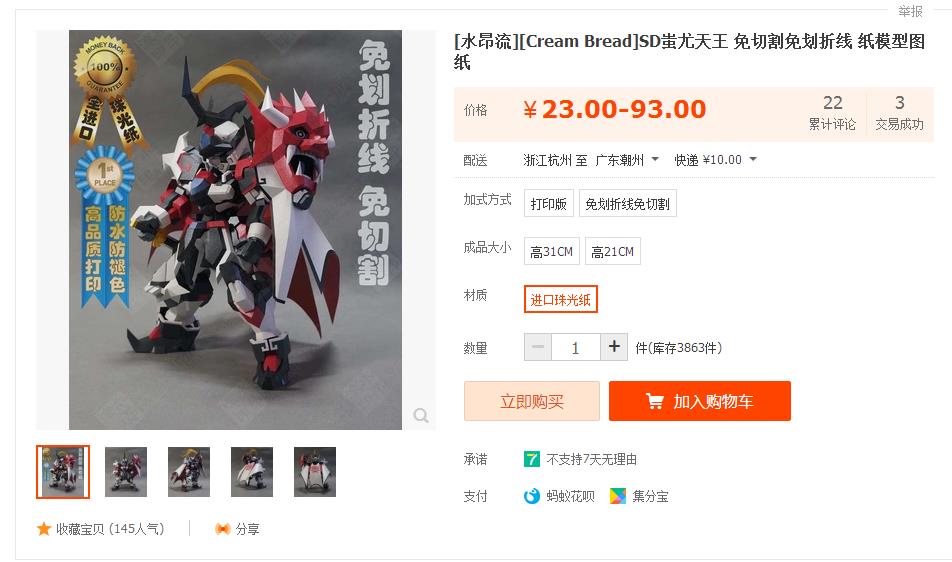 举报
[水昂流][Cream Bread]SD蚩尤天王 免切割免划折线 纸模型图
纸
MONEY BACK
100%
GUARANTEE
全进口
珠光纸
1st
PLACE
高品质打印
防水防褪色
免划折线 免切割
价格
¥ 23.00-93.00
22
累计评论
3
交易成功
配送
浙江杭州 至 广东潮州
快递 ¥10.00
加式方式
打印版
免划折线免切割
成品大小
高31CM
高21CM
材质
进口珠光纸
数量
− 1 +
件(库存3863件)
立即购买
加入购物车
承诺
7 不支持7天无理由
支付
蚂蚁花呗
集分宝
收藏宝贝 (145人气)
分享